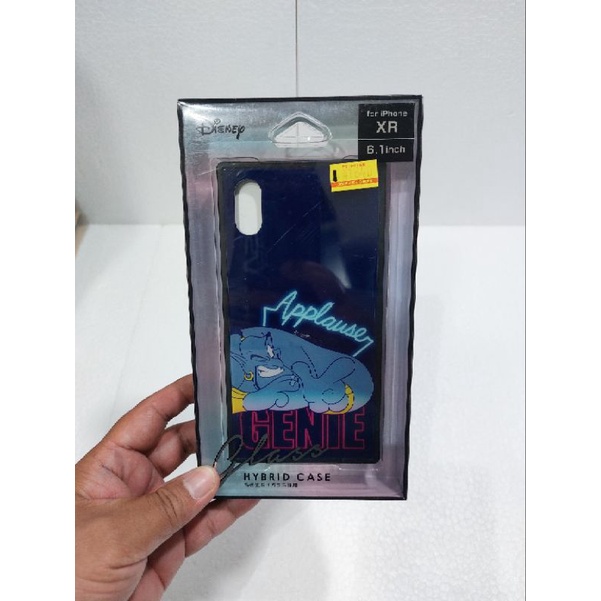 Disney
for iPhone
XR
6.1inch
Applause
GENIE
Glass
HYBRID CASE